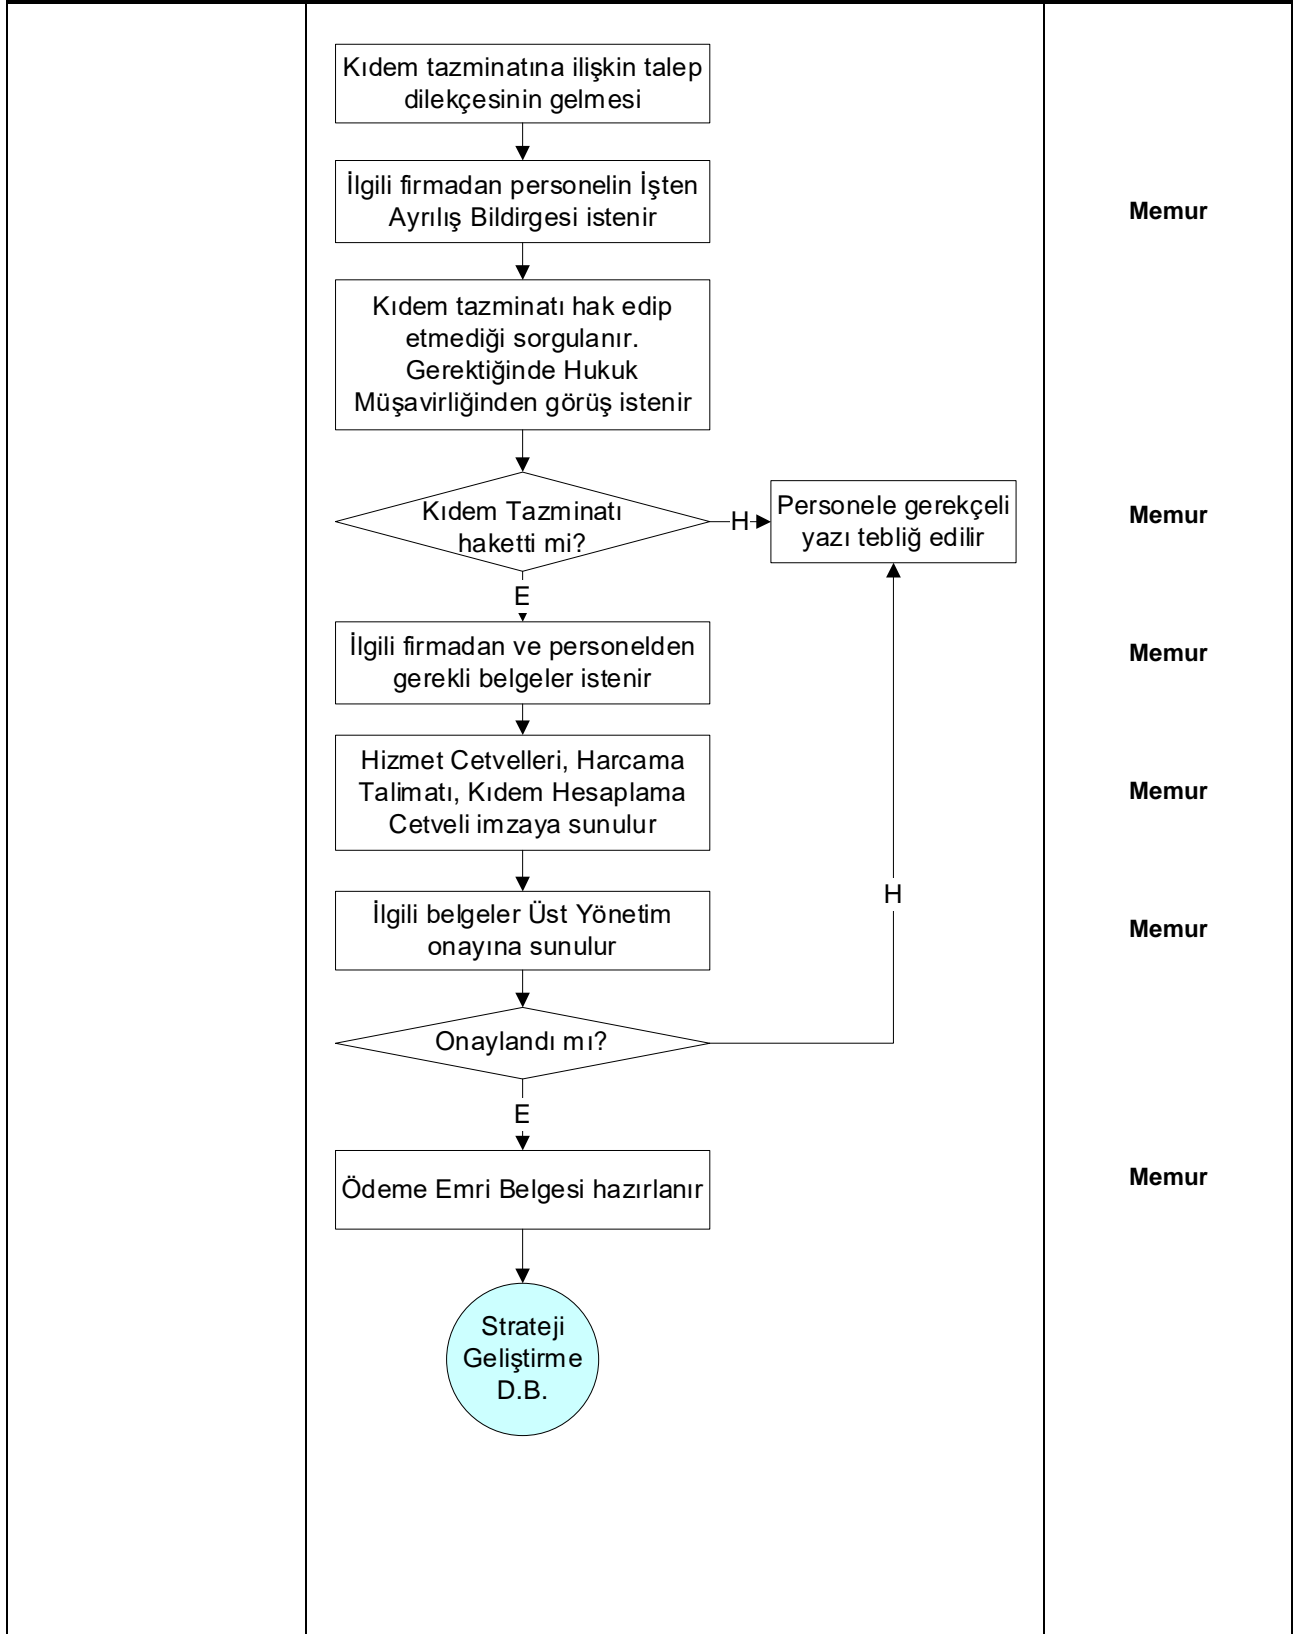 Kıdem tazminatına ilişkin talep
dilekçesinin gelmesi
İlgili firmadan personelin İşten
Ayrılış Bildirgesi istenir
Memur
Kıdem tazminatı hak edip
etmediği sorgulanır.
Gerektiğinde Hukuk
Müşavirliğinden görüş istenir
Kıdem Tazminatı
haketti mi?
H
Personele gerekçeli
yazı tebliğ edilir
Memur
E
İlgili firmadan ve personelden
gerekli belgeler istenir
Memur
Hizmet Cetvelleri, Harcama
Talimatı, Kıdem Hesaplama
Cetveli imzaya sunulur
Memur
H
İlgili belgeler Üst Yönetim
onayına sunulur
Memur
Onaylandı mı?
E
Ödeme Emri Belgesi hazırlanır
Memur
Strateji
Geliştirme
D.B.